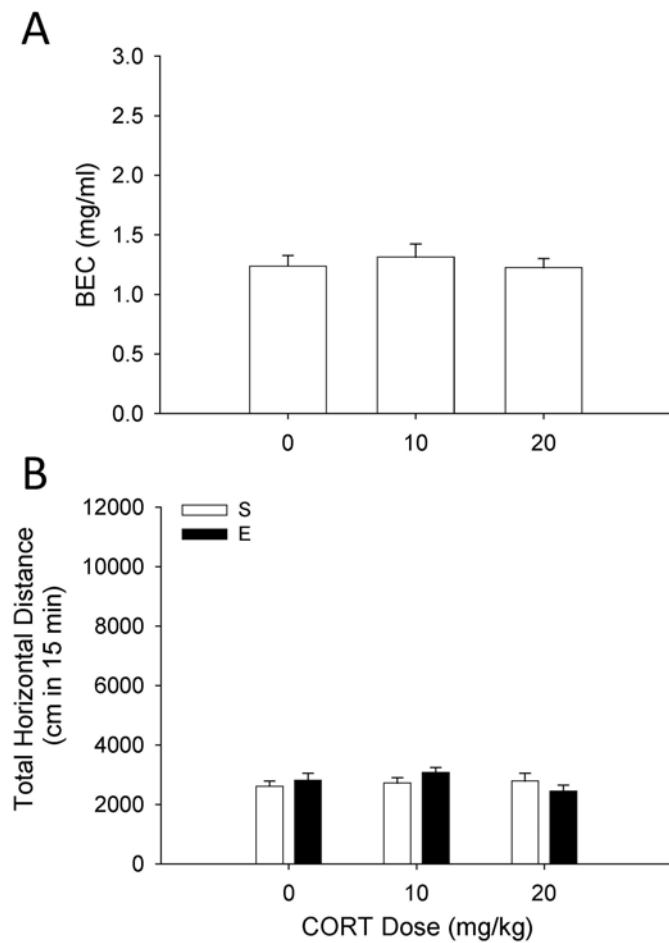 A
3.0
2.5
2.0
1.5
1.0
0.5
0.0
BEC (mg/ml)
0 10 20
B
S
E
12000
10000
8000
6000
4000
2000
0
Total Horizontal Distance
(cm in 15 min)
0 10 20
CORT Dose (mg/kg)